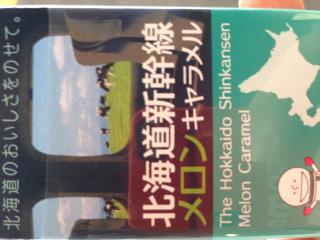 北海道のおいしさをのせて。
北海道新幹線
メロンキャラメル
The Hokkaido Shinkansen
Melon Caramel